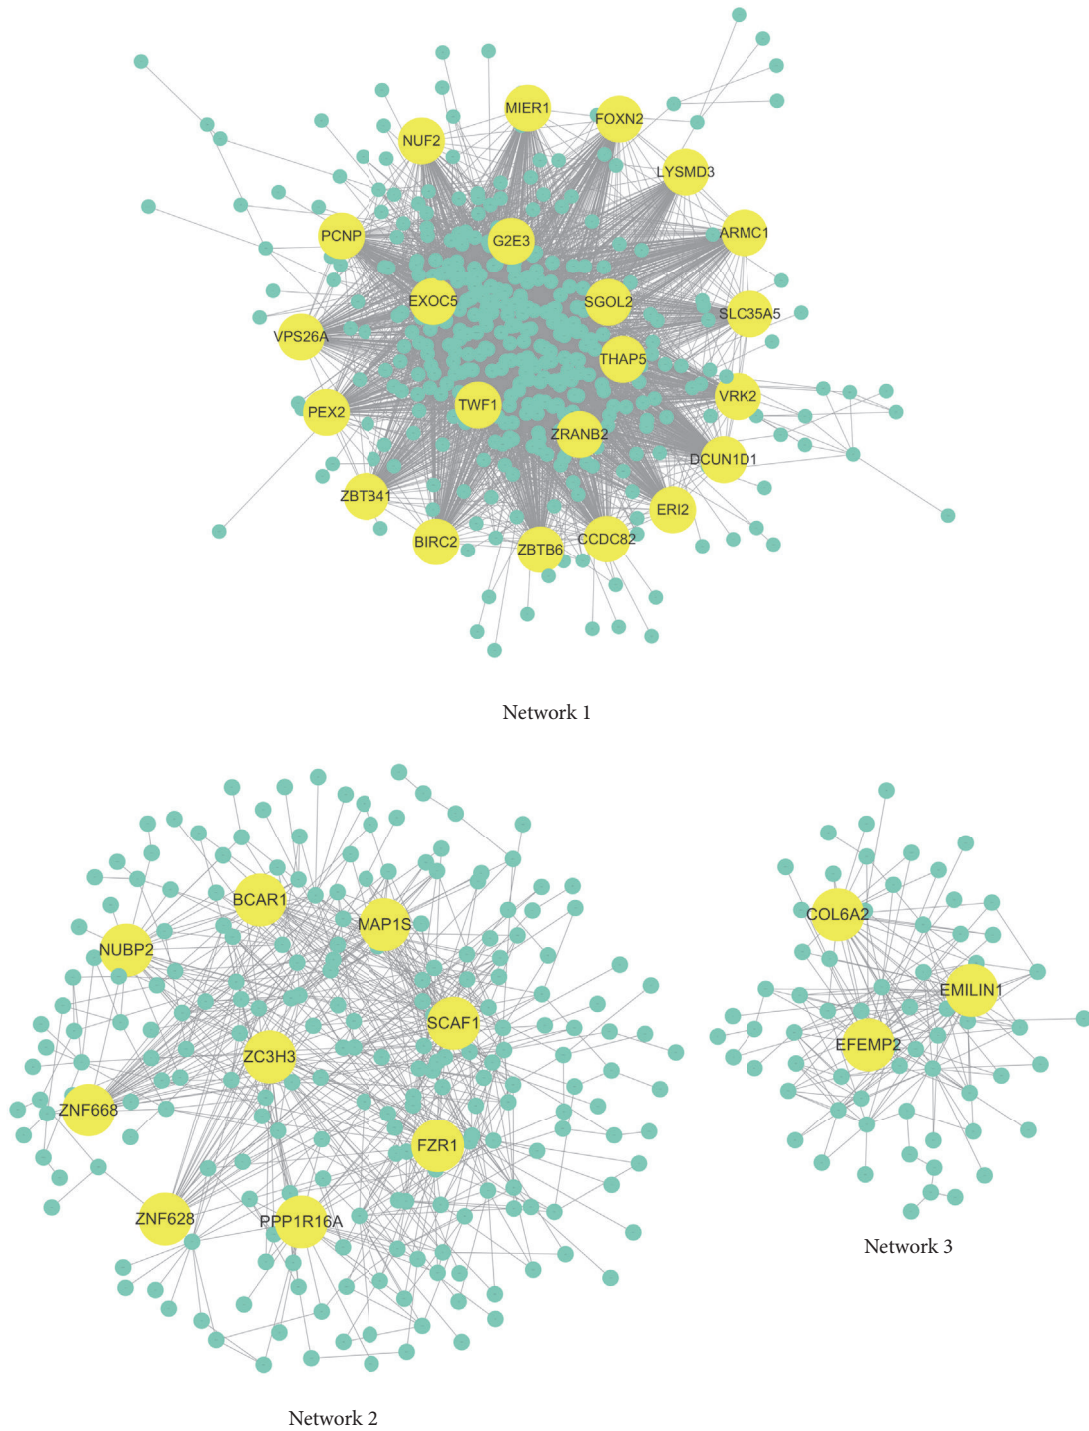 MIER1
FOXN2
NUF2
LYSMD3
PCNP
G2E3
ARMC1
EXOC5
SGOL2
SLC35A5
VPS26A
THAP5
VRK2
PEX2
TWF1
ZRANB2
DCUN1D1
ZBTB41
ERI2
BIRC2
ZBTB6
CCDC82
Network 1
BCAR1
MAP1S
NUBP2
SCAF1
ZC3H3
ZNF668
FZR1
ZNF628
PPP1R16A
Network 2
COL6A2
EMILIN1
EFEMP2
Network 3